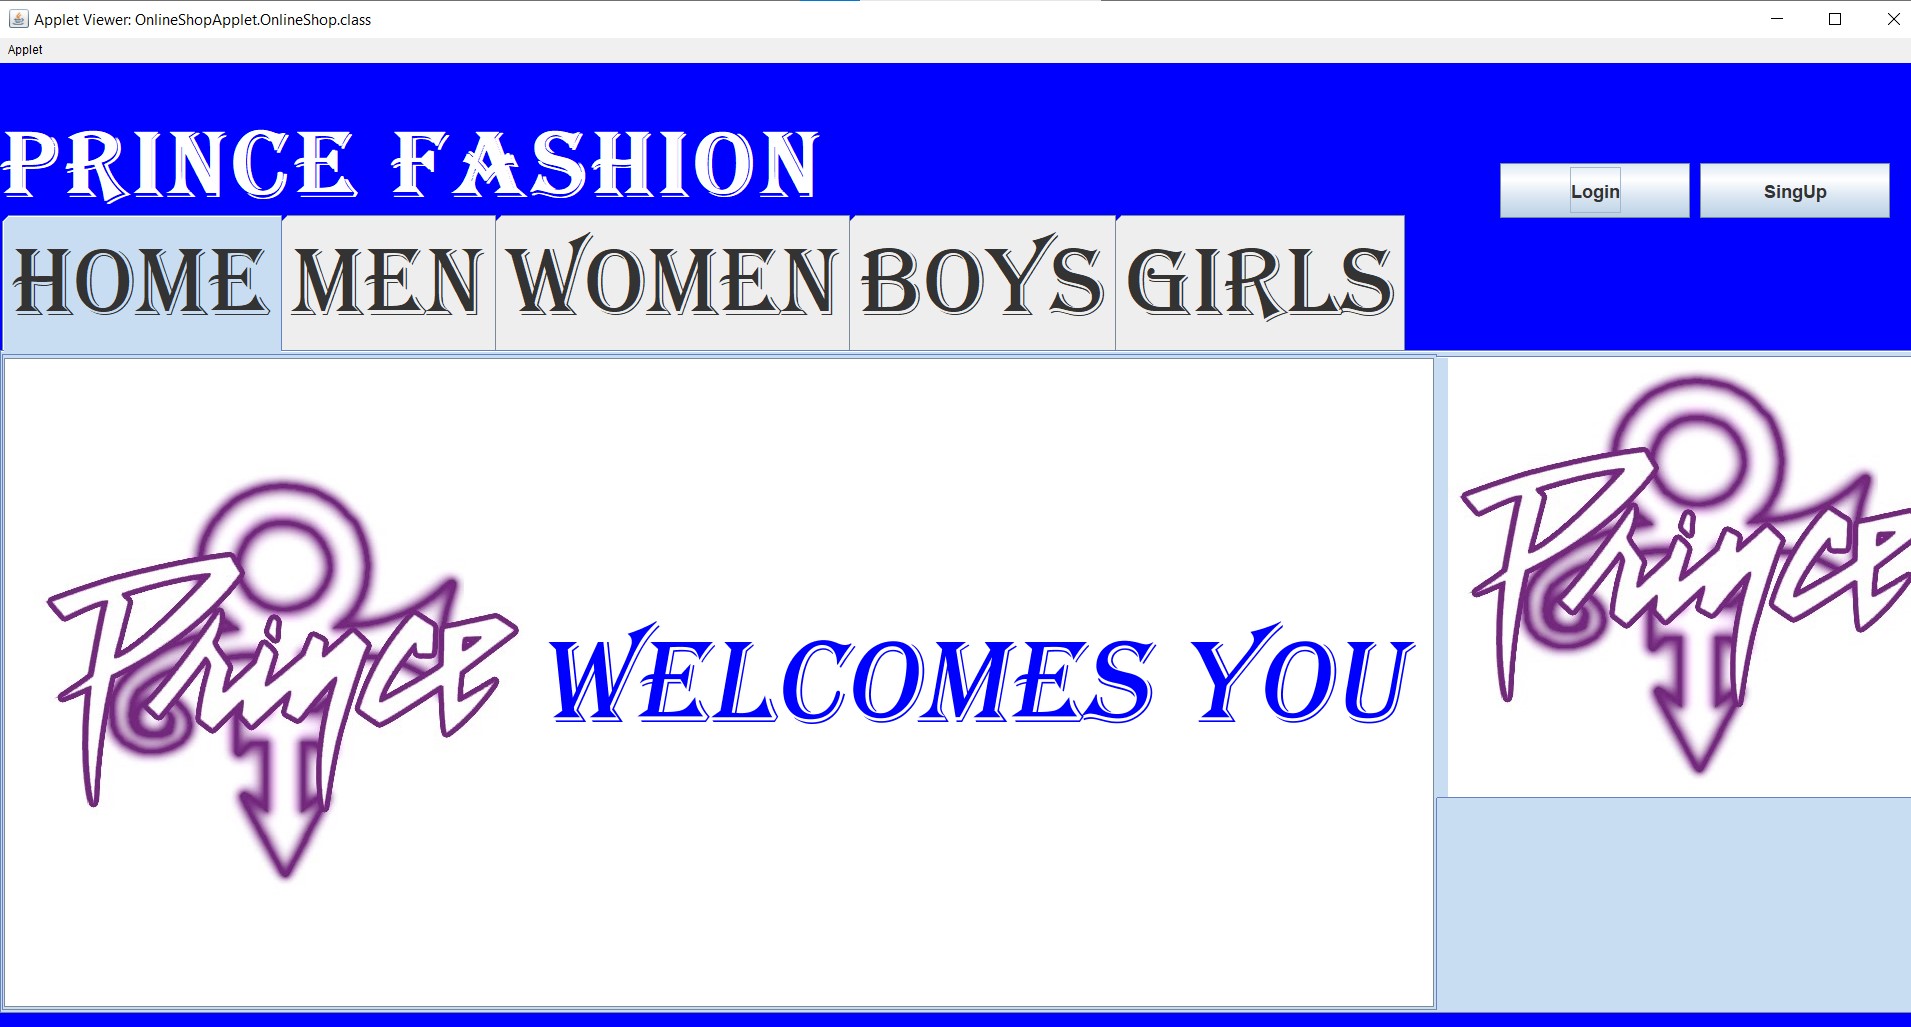 Applet Viewer: OnlineShopApplet.OnlineShop.class
Applet
PRINCE FASHION
Login SingUp
HOME MEN WOMEN BOYS GIRLS
Prince WELCOMES YOU
Prince